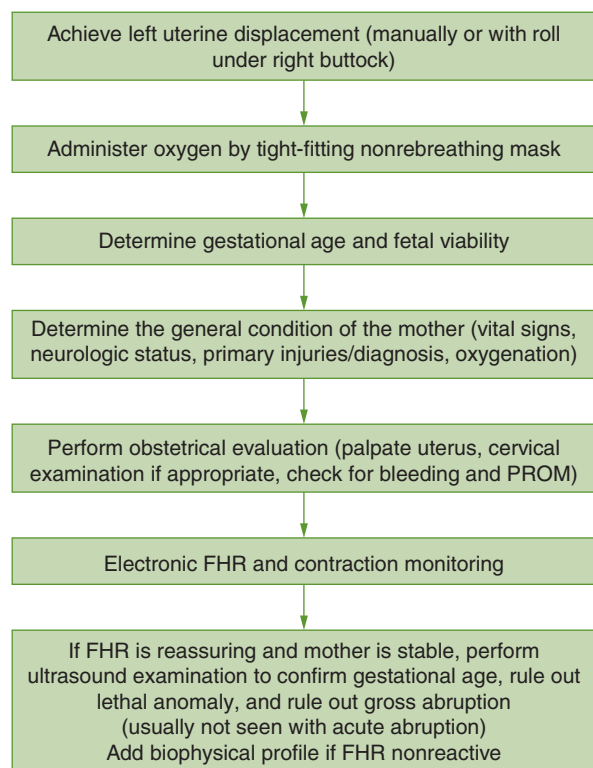 Achieve left uterine displacement (manually or with roll
under right buttock)
Administer oxygen by tight-fitting nonrebreathing mask
Determine gestational age and fetal viability
Determine the general condition of the mother (vital signs,
neurologic status, primary injuries/diagnosis, oxygenation)
Perform obstetrical evaluation (palpate uterus, cervical
examination if appropriate, check for bleeding and PROM)
Electronic FHR and contraction monitoring
If FHR is reassuring and mother is stable, perform
ultrasound examination to confirm gestational age, rule out
lethal anomaly, and rule out gross abruption
(usually not seen with acute abruption)
Add biophysical profile if FHR nonreactive